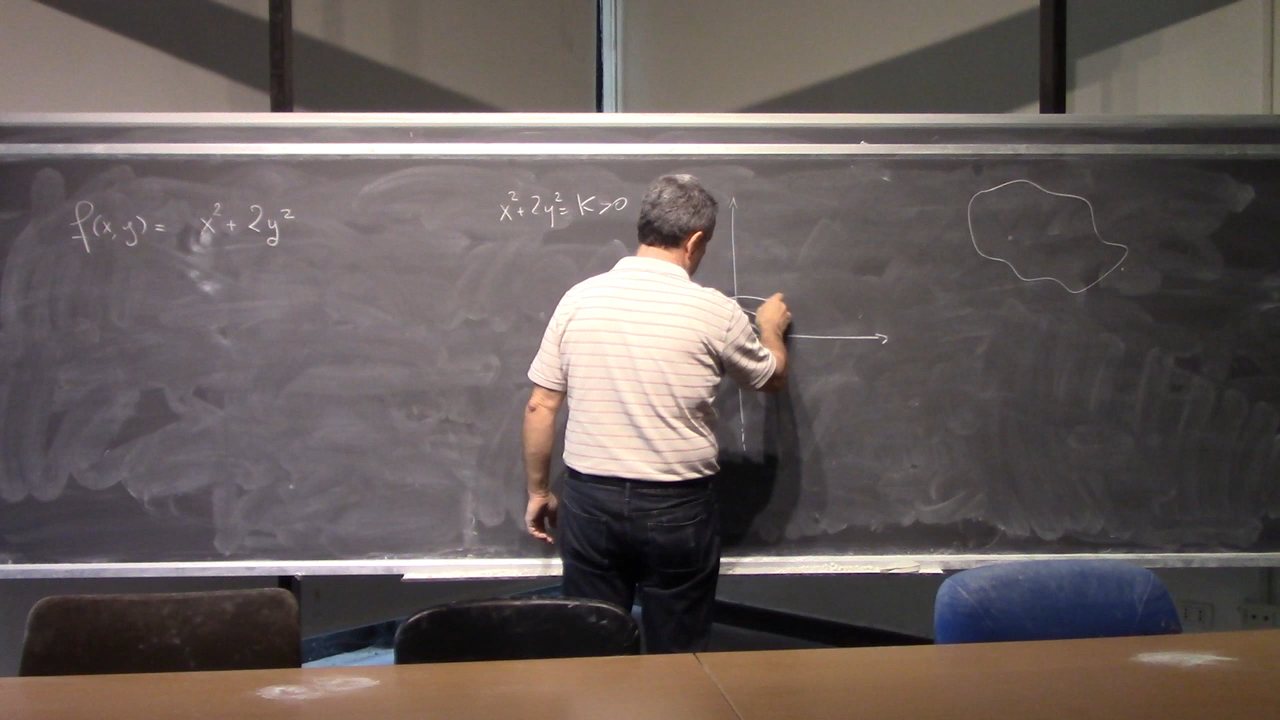 f(x,y) = x² + 2y²
x² + 2y² = K > 0